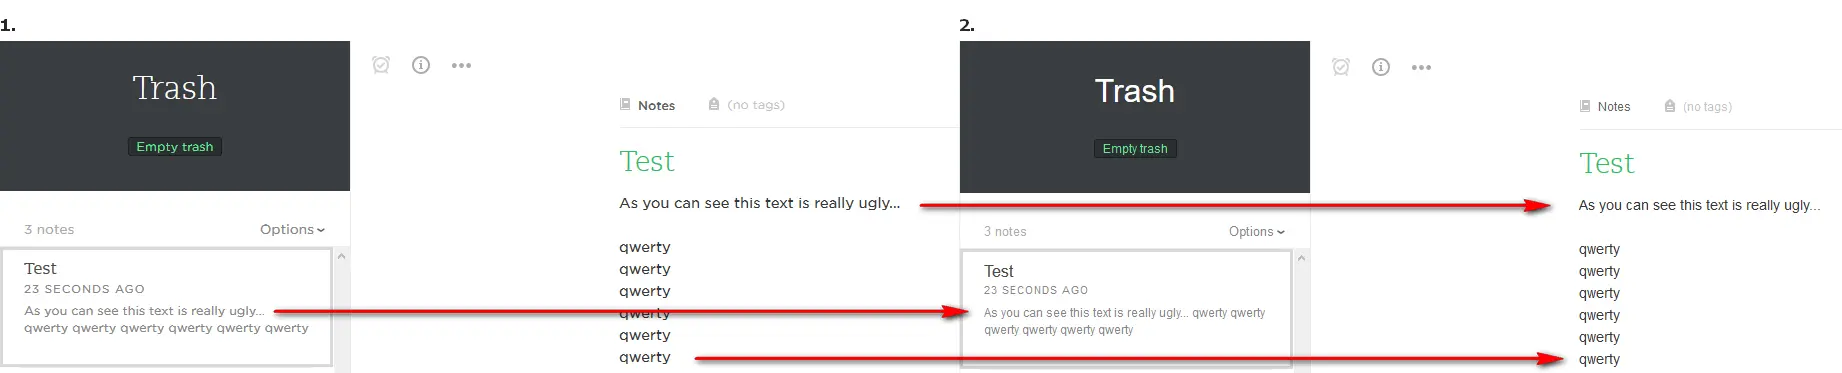 1.
Trash
Empty trash
3 notes
Options
Test
23 SECONDS AGO
As you can see this text is really ugly...
qwerty qwerty qwerty qwerty qwerty qwerty
Notes
(no tags)
Test
As you can see this text is really ugly...
qwerty
qwerty
qwerty
qwerty
qwerty
qwerty
2.
Trash
Empty trash
3 notes
Options
Test
23 SECONDS AGO
As you can see this text is really ugly... qwerty qwerty
qwerty qwerty qwerty qwerty
Notes
(no tags)
Test
As you can see this text is really ugly...
qwerty
qwerty
qwerty
qwerty
qwerty
qwerty